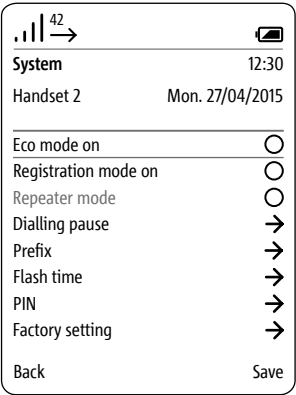 42
System 12:30
Handset 2 Mon. 27/04/2015
Eco mode on
Registration mode on
Repeater mode
Dialling pause
Prefix
Flash time
PIN
Factory setting
Back Save